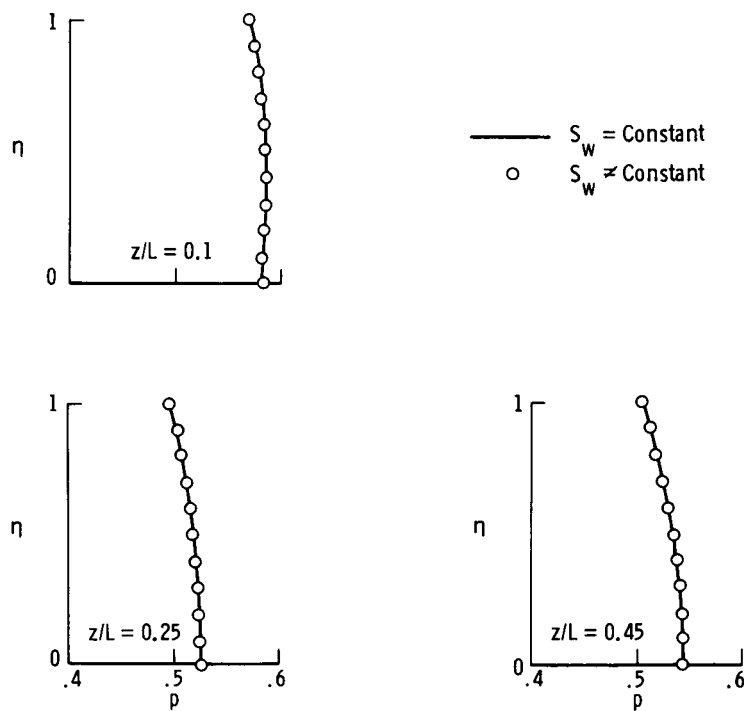 1
η
z/L = 0.1
0
S_w = Constant
S_w ≠ Constant
1
η
z/L = 0.25
0
.4 .5 .6
p
1
η
z/L = 0.45
0
.4 .5 .6
p